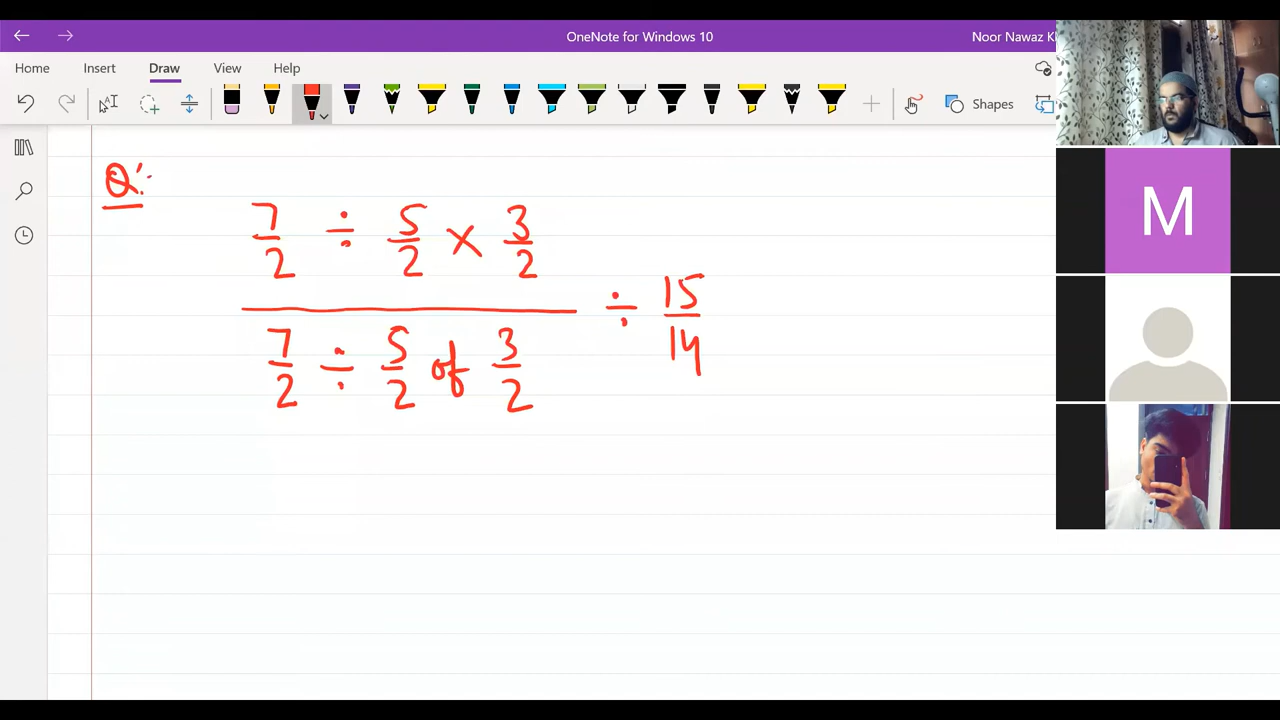 OneNote for Windows 10
Noor Nawaz
Home Insert Draw View Help
Shapes
Q:
7/2 ÷ 5/2 × 3/2
7/2 ÷ 5/2 of 3/2
÷ 15/14
M